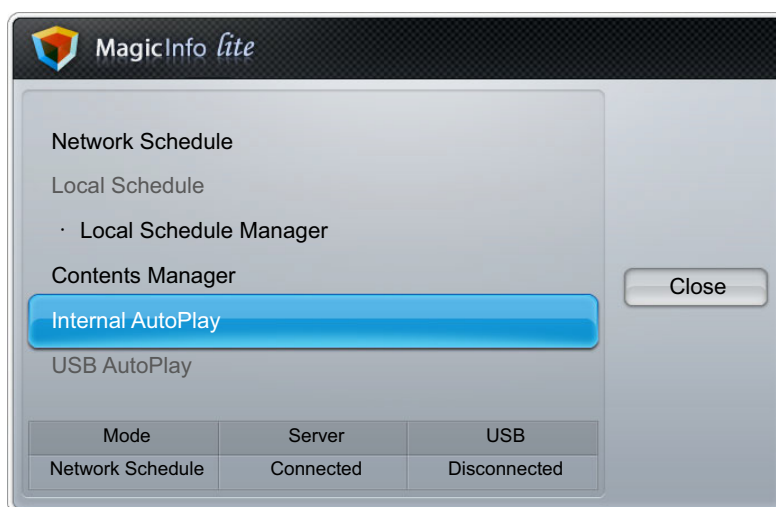 MagicInfo lite
Network Schedule
Local Schedule
· Local Schedule Manager
Contents Manager
Close
Internal AutoPlay
USB AutoPlay
Mode Server USB
Network Schedule Connected Disconnected